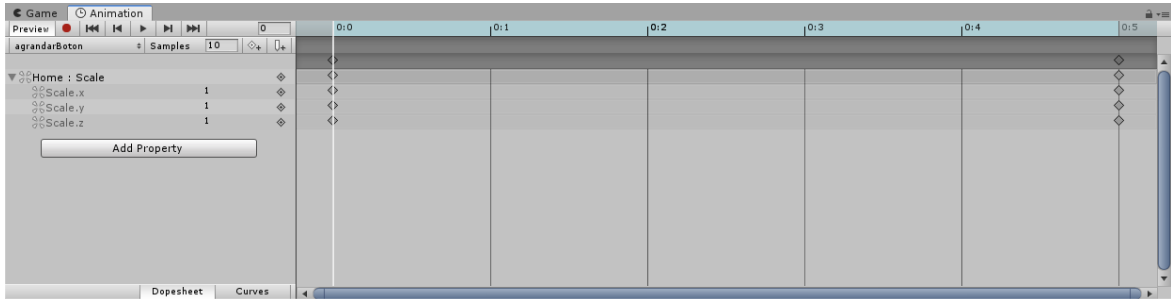 Game Animation
Preview 0 0:0 0:1 0:2 0:3 0:4 0:5
agrandarBoton Samples 10
Home : Scale
Scale.x 1
Scale.y 1
Scale.z 1
Add Property
Dopesheet Curves